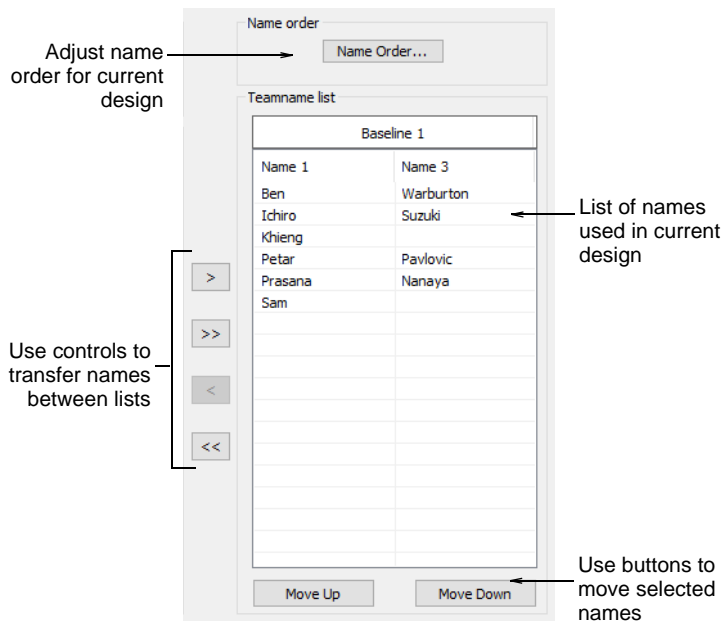 Name order
Name Order...
Adjust name
order for current
design
Teamname list
Baseline 1
Name 1 Name 3
Ben Warburton
Ichiro Suzuki
Khieng
Petar Pavlovic
Prasana Nanaya
Sam
List of names
used in current
design
>
>>
<
<<
Use controls to
transfer names
between lists
Move Up Move Down
Use buttons to
move selected
names